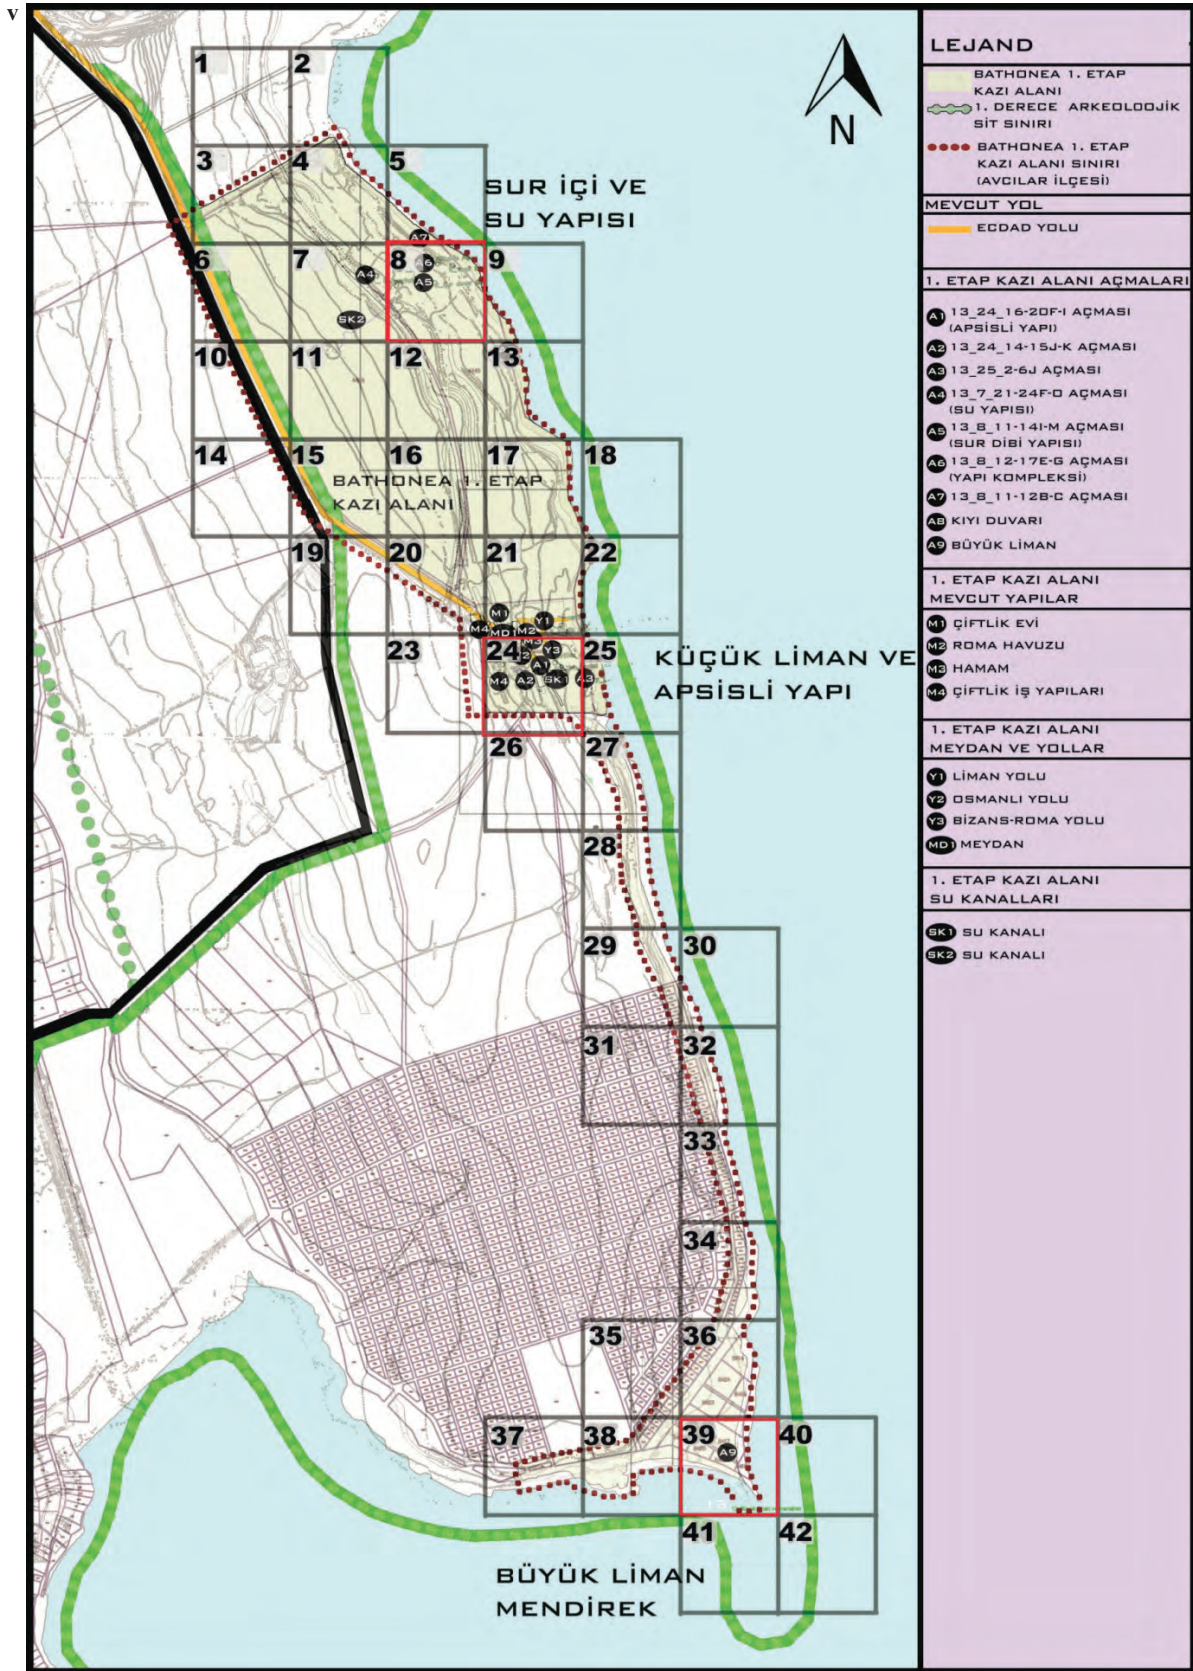 v
1
2
3
4
5
SUR İÇİ VE
SU YAPISI
N
A7
6
7
8
9
A6
A4
A5
SK2
10
11
12
13
14
15
16
17
18
BATHONEA 1. ETAP
KAZI ALANI
19
20
21
22
M1
Y1
M4
MD1
M2
23
24
25
M3
Y3
A1
M4
A2
SK1
A3
KÜÇÜK LİMAN VE
APSİSLİ YAPI
26
27
28
29
30
31
32
33
34
35
36
37
38
39
40
A9
41
42
BÜYÜK LİMAN
MENDİREK
LEJAND
BATHONEA 1. ETAP
KAZI ALANI
1. DERECE ARKEOLOOJİK
SİT SINIRI
BATHONEA 1. ETAP
KAZI ALANI SINIRI
(AVCILAR İLÇESİ)
MEVCUT YOL
ECDAD YOLU
1. ETAP KAZI ALANI AÇMALARI
A1 13_24_16-20F-I AÇMASI
(APSİSLİ YAPI)
A2 13_24_14-15J-K AÇMASI
A3 13_25_2-6J AÇMASI
A4 13_7_21-24F-O AÇMASI
(SU YAPISI)
A5 13_8_11-14I-M AÇMASI
(SUR DİBİ YAPISI)
A6 13_8_12-17E-G AÇMASI
(YAPI KOMPLEKSİ)
A7 13_8_11-12B-C AÇMASI
A8 KIYI DUVARI
A9 BÜYÜK LİMAN
1. ETAP KAZI ALANI
MEVCUT YAPILAR
M1 ÇİFTLİK EVİ
M2 ROMA HAVUZU
M3 HAMAM
M4 ÇİFTLİK İŞ YAPILARI
1. ETAP KAZI ALANI
MEYDAN VE YOLLAR
Y1 LİMAN YOLU
Y2 OSMANLI YOLU
Y3 BİZANS-ROMA YOLU
MD1 MEYDAN
1. ETAP KAZI ALANI
SU KANALLARI
SK1 SU KANALI
SK2 SU KANALI